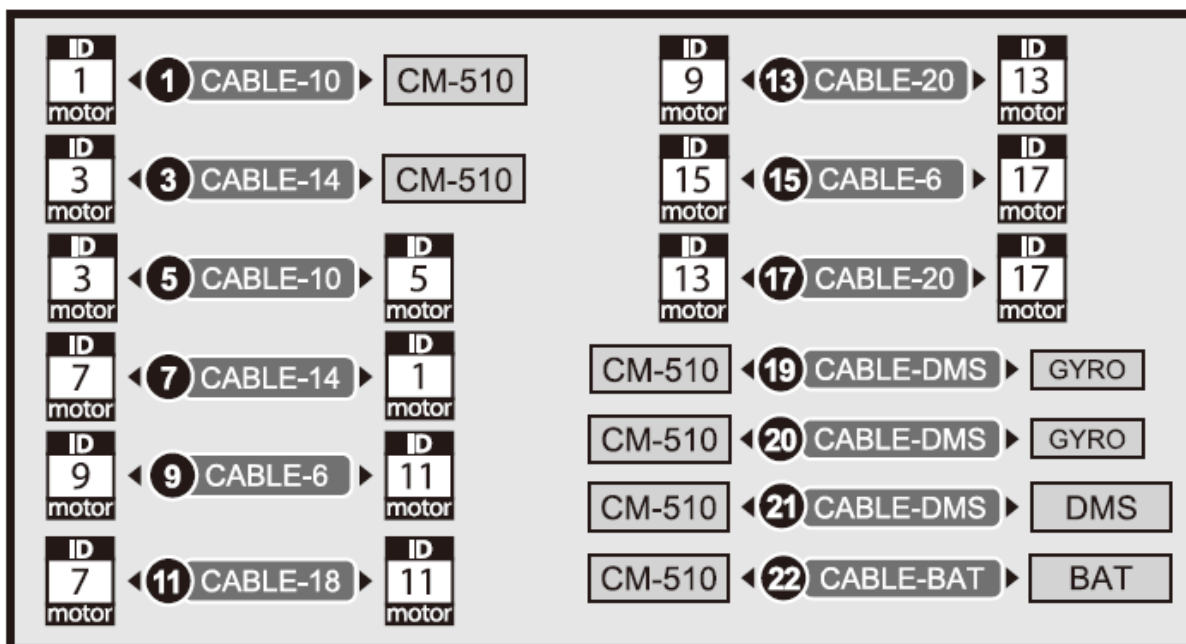 ID 1 motor 1 CABLE-10 CM-510
ID 3 motor 3 CABLE-14 CM-510
ID 3 motor 5 CABLE-10 ID 5 motor
ID 7 motor 7 CABLE-14 ID 1 motor
ID 9 motor 9 CABLE-6 ID 11 motor
ID 7 motor 11 CABLE-18 ID 11 motor
ID 9 motor 13 CABLE-20 ID 13 motor
ID 15 motor 15 CABLE-6 ID 17 motor
ID 13 motor 17 CABLE-20 ID 17 motor
CM-510 19 CABLE-DMS GYRO
CM-510 20 CABLE-DMS GYRO
CM-510 21 CABLE-DMS DMS
CM-510 22 CABLE-BAT BAT